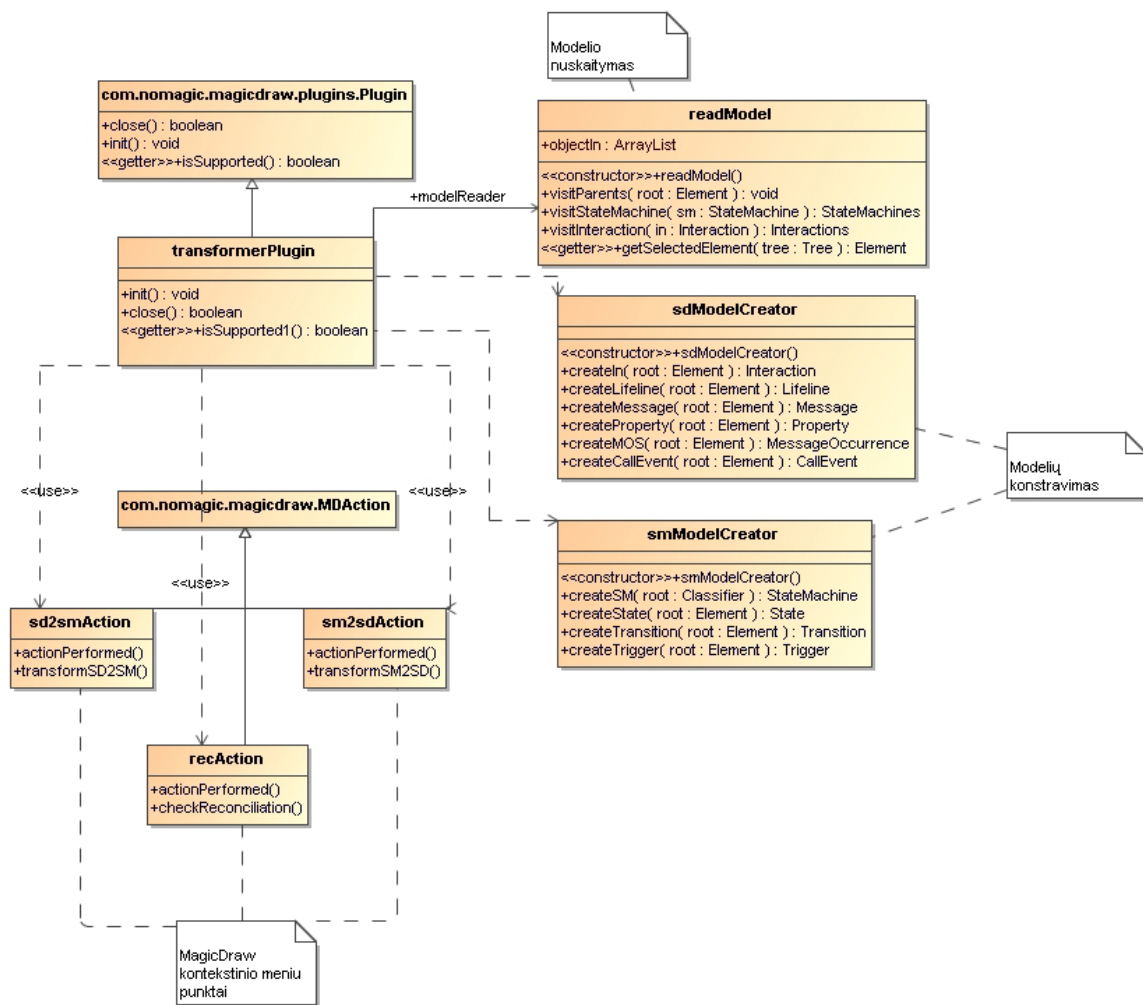 Modelio
nuskaitymas
com.nomagic.magicdraw.plugins.Plugin
+close() : boolean
+init() : void
<<getter>>+isSupported() : boolean
readModel
+objectIn : ArrayList
<<constructor>>+readModel()
+visitParents( root : Element ) : void
+visitStateMachine( sm : StateMachine ) : StateMachines
+visitInteraction( in : Interaction ) : Interactions
<<getter>>+getSelectedElement( tree : Tree ) : Element
+modelReader
transformerPlugin
+init() : void
+close() : boolean
<<getter>>+isSupported1() : boolean
sdModelCreator
<<constructor>>+sdModelCreator()
+createIn( root : Element ) : Interaction
+createLifeline( root : Element ) : Lifeline
+createMessage( root : Element ) : Message
+createProperty( root : Element ) : Property
+createMOS( root : Element ) : MessageOccurrence
+createCallEvent( root : Element ) : CallEvent
Modelių
konstravimas
<<use>>
<<use>>
com.nomagic.magicdraw.MDAction
smModelCreator
<<constructor>>+smModelCreator()
+createSM( root : Classifier ) : StateMachine
+createState( root : Element ) : State
+createTransition( root : Element ) : Transition
+createTrigger( root : Element ) : Trigger
<<use>>
sd2smAction
+actionPerformed()
+transformSD2SM()
sm2sdAction
+actionPerformed()
+transformSM2SD()
recAction
+actionPerformed()
+checkReconciliation()
MagicDraw
kontekstinio meniu
punktai